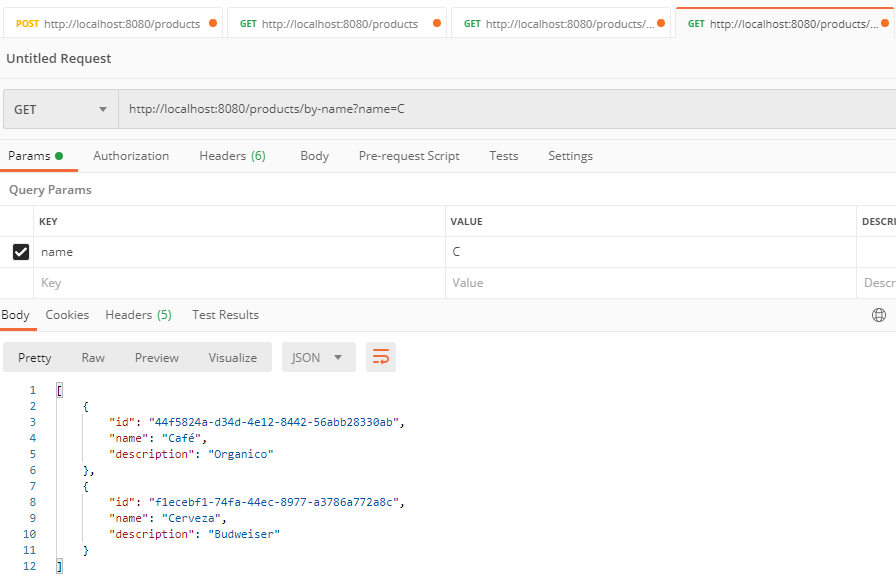 POST http://localhost:8080/products GET http://localhost:8080/products GET http://localhost:8080/products/... GET http://localhost:8080/products/...
Untitled Request
GET http://localhost:8080/products/by-name?name=C
Params Authorization Headers (6) Body Pre-request Script Tests Settings
Query Params
KEY VALUE DESCRI
name C
Key Value Descr
Body Cookies Headers (5) Test Results
Pretty Raw Preview Visualize JSON
1 [
2 {
3 "id": "44f5824a-d34d-4e12-8442-56abb28330ab",
4 "name": "Café",
5 "description": "Organico"
6 },
7 {
8 "id": "f1ecebf1-74fa-44ec-8977-a3786a772a8c",
9 "name": "Cerveza",
10 "description": "Budweiser"
11 }
12 ]